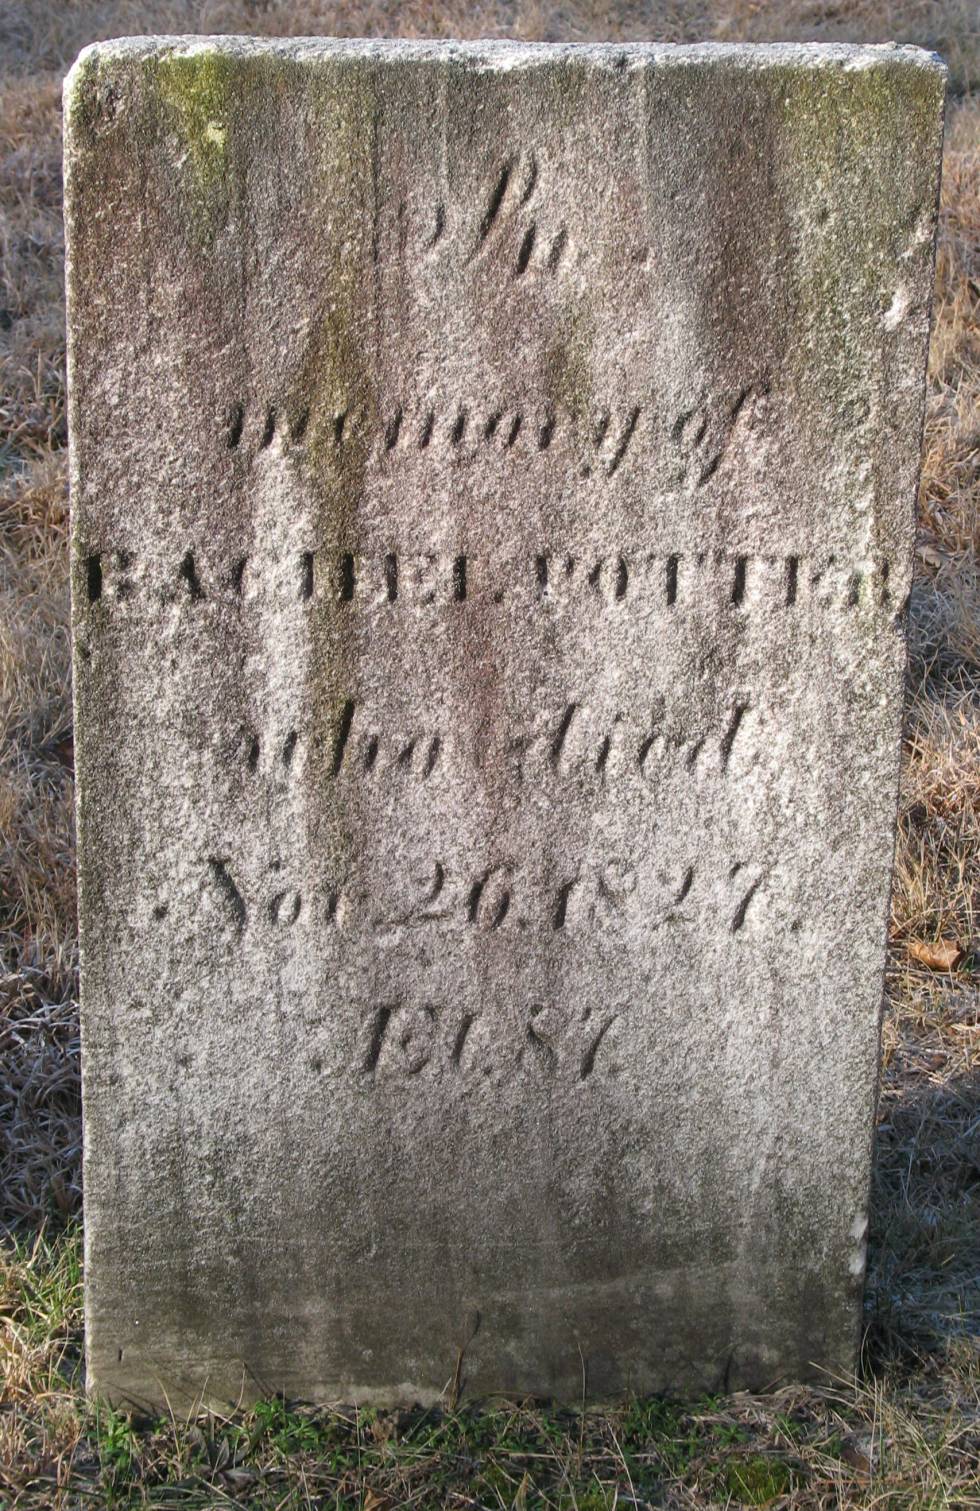 In
memory of
RACHEL POTTER
who died
Nov. 26. 1827.
Æt. 87.